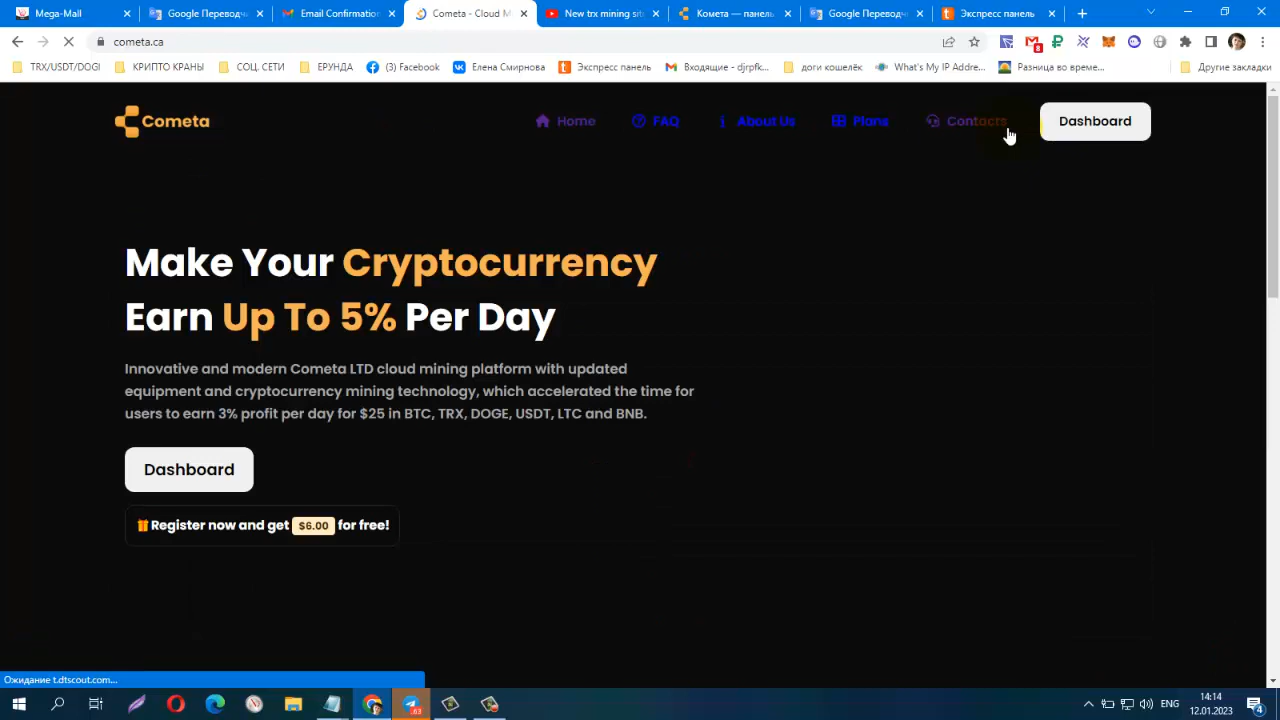 Mega-Mall
Google Переводч
Email Confirmation
Cometa - Cloud M
New trx mining sit
Комета — панель
Google Переводч
Экспресс панель
cometa.ca
8
TRX/USDT/DOGI
КРИПТО КРАНЫ
СОЦ. СЕТИ
ЕРУНДА
(3) Facebook
Елена Смирнова
Экспресс панель
Входящие - djrpfk...
доги кошелёк
What's My IP Addre...
Разница во време...
Другие закладки
Cometa
Home
FAQ
About Us
Plans
Contacts
Dashboard
Make Your Cryptocurrency
Earn Up To 5% Per Day
Innovative and modern Cometa LTD cloud mining platform with updated
equipment and cryptocurrency mining technology, which accelerated the time for
users to earn 3% profit per day for $25 in BTC, TRX, DOGE, USDT, LTC and BNB.
Dashboard
Register now and get $6.00 for free!
Ожидание t.dtscout.com...
63
ENG
14:14
12.01.2023
4